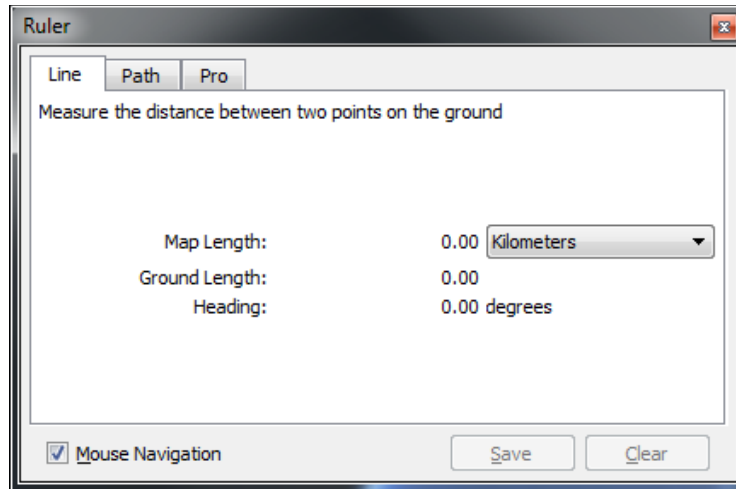 Ruler
Line Path Pro
Measure the distance between two points on the ground
Map Length: 0.00 Kilometers
Ground Length: 0.00
Heading: 0.00 degrees
Mouse Navigation Save Clear